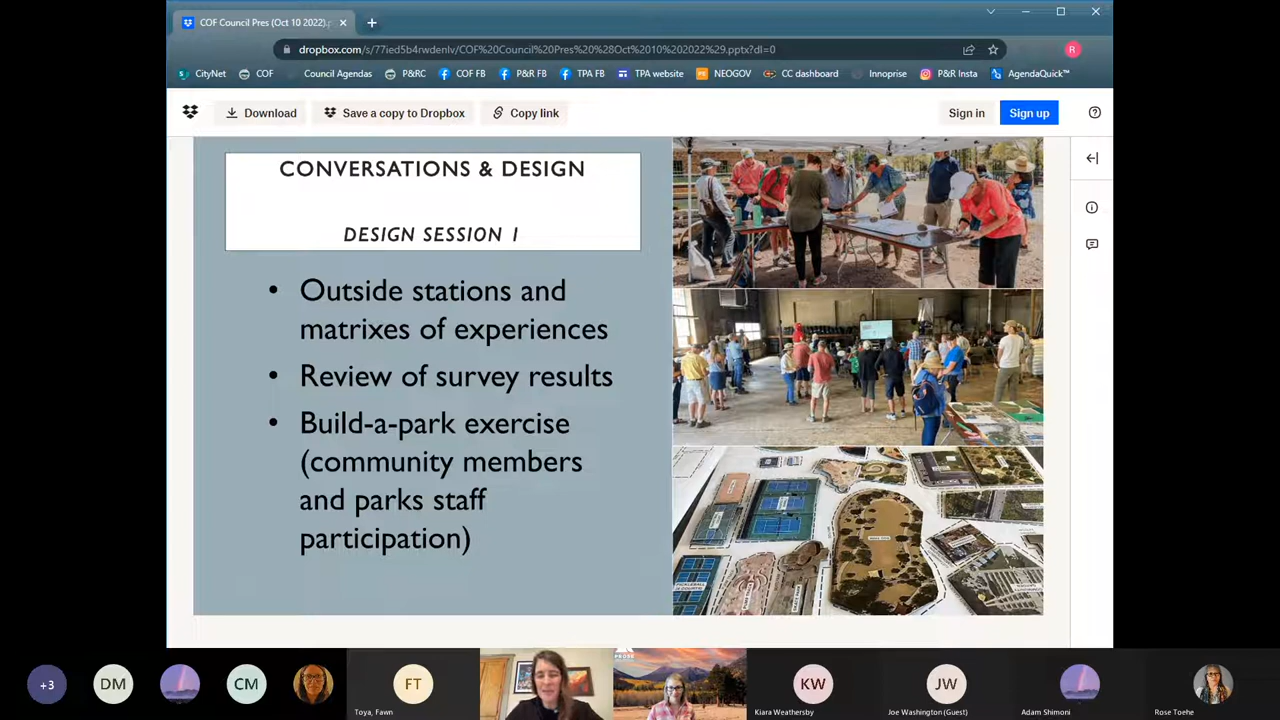 COF Council Pres (Oct 10 2022).p
dropbox.com/s/77ied5b4rwdenlv/COF%20Council%20Pres%20%28Oct%2010%202022%29.pptx?dl=0
R
CityNet COF Council Agendas P&RC COF FB P&R FB TPA FB TPA website NEOGOV CC dashboard Innoprise P&R Insta AgendaQuick™
Download Save a copy to Dropbox Copy link Sign in Sign up
CONVERSATIONS & DESIGN
DESIGN SESSION 1
• Outside stations and
matrixes of experiences
• Review of survey results
• Build-a-park exercise
(community members
and parks staff
participation)
+3 DM CM FT KW JW
Toya, Fawn Kiara Weathersby Joe Washington (Guest) Adam Shimoni Rose Toehe